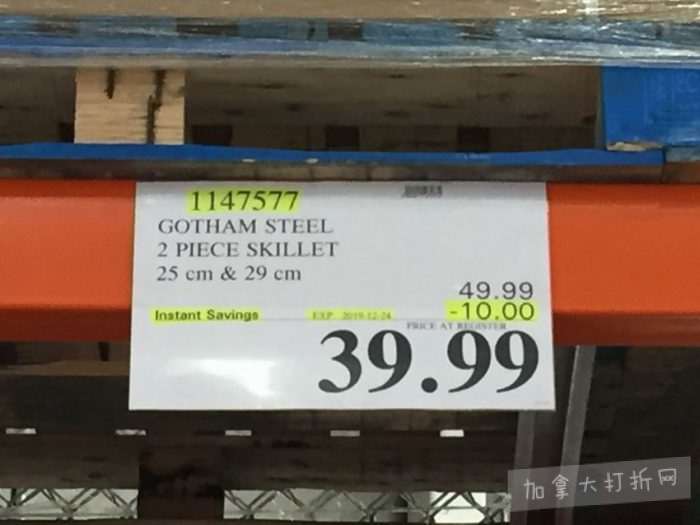 1147577
GOTHAM STEEL
2 PIECE SKILLET
25 cm & 29 cm
49.99
Instant Savings EXP 2019-12-24 -10.00
PRICE AT REGISTER
39.99
加拿大打折网